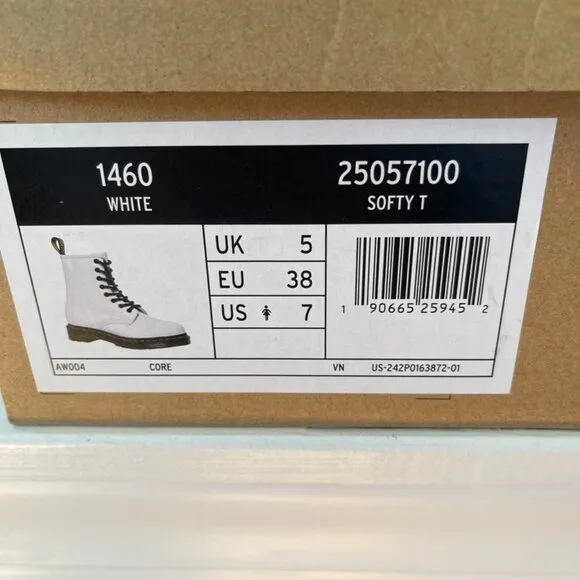 1460
WHITE
25057100
SOFTY T
UK 5
EU 38
US 7
1 90665 25945 2
AW004 CORE VN US-242P0163872-01